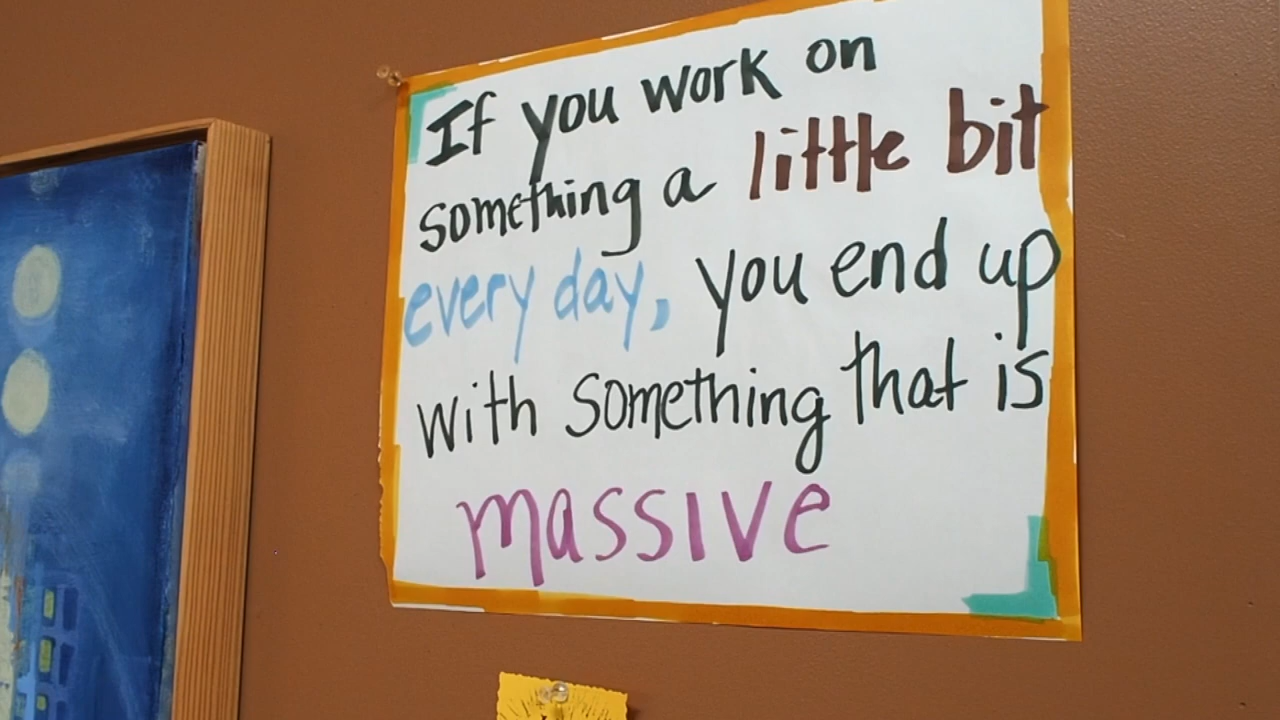 If you work on
something a little bit
every day, you end up
with something that is
massive